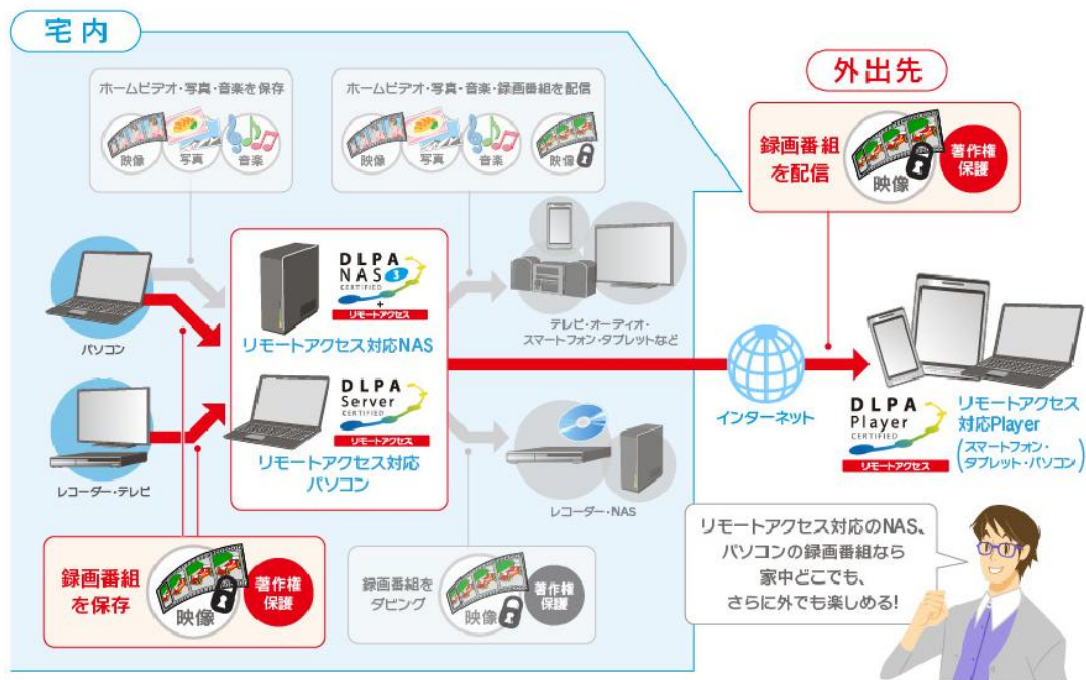 宅内
ホームビデオ・写真・音楽を保存
映像
写真
音楽
ホームビデオ・写真・音楽・録画番組を配信
映像
写真
音楽
映像
外出先
録画番組
を配信
映像
著作権
保護
パソコン
DLPA
NAS 3
CERTIFIED
+
リモートアクセス
リモートアクセス対応NAS
テレビ・オーディオ・
スマートフォン・タブレットなど
レコーダー・テレビ
DLPA
Server
CERTIFIED
リモートアクセス
リモートアクセス対応
パソコン
レコーダー・NAS
インターネット
DLPA
Player
CERTIFIED
リモートアクセス
リモートアクセス
対応Player
(スマートフォン・
タブレット・パソコン)
録画番組
を保存
映像
著作権
保護
録画番組を
ダビング
映像
著作権
保護
リモートアクセス対応のNAS、
パソコンの録画番組なら
家中どこでも、
さらに外でも楽しめる!